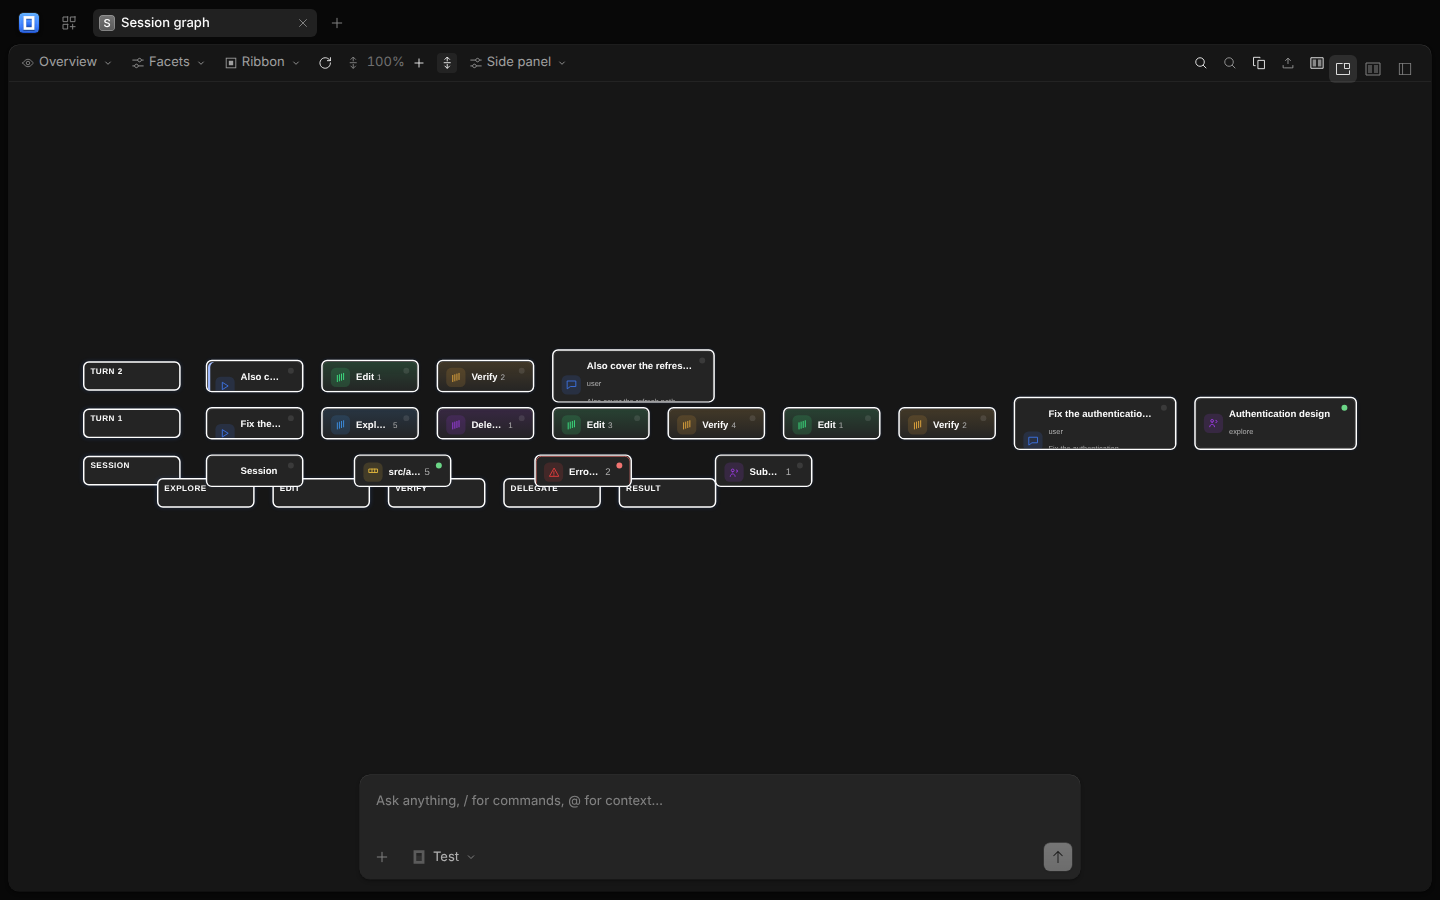 S Session graph
Overview Facets Ribbon 100% Side panel
TURN 2
Also c...
Edit 1
Verify 2
Also cover the refres...
user
TURN 1
Fix the...
Expl... 5
Dele... 1
Edit 3
Verify 4
Edit 1
Verify 2
Fix the authenticatio...
user
Authentication design
explore
SESSION
Session
src/a... 5
Erro... 2
Sub... 1
EXPLORE
EDIT
VERIFY
DELEGATE
RESULT
Ask anything, / for commands, @ for context...
Test